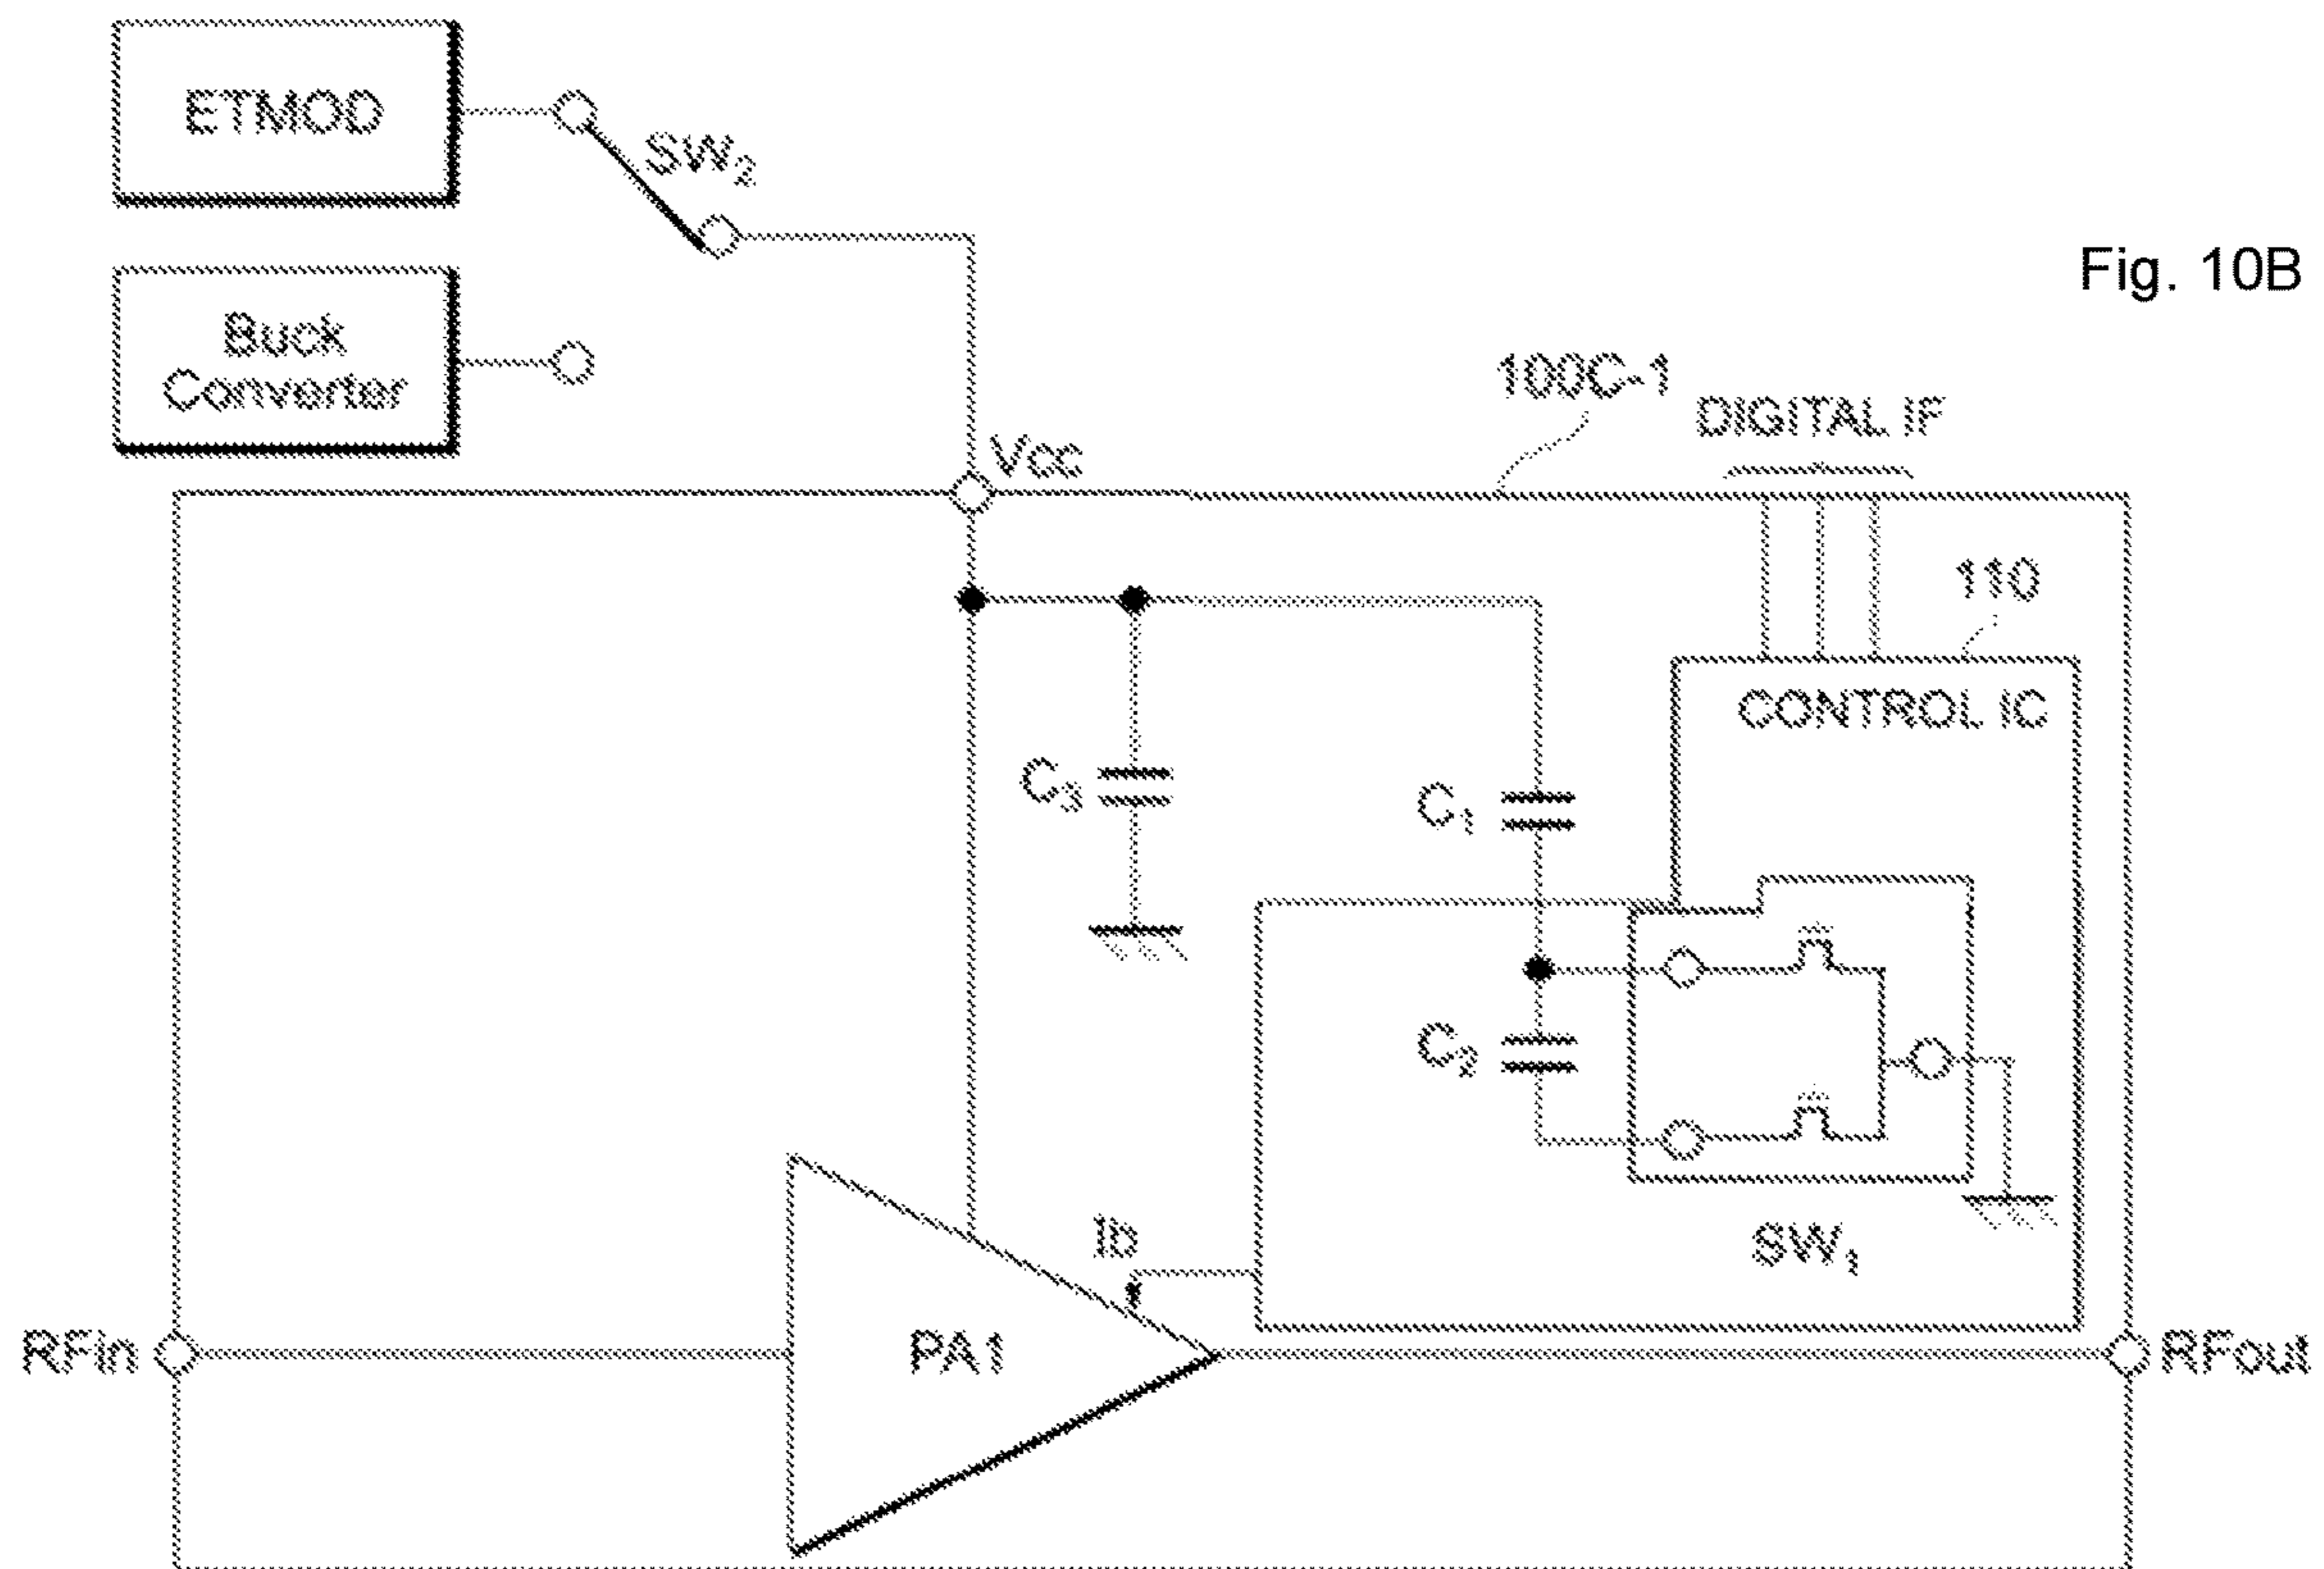 ETMOD
SW2
Buck
Converter
Fig. 10B
100C-1
DIGITAL IF
Vcc
110
CONTROL IC
C3
C1
C2
SW1
Ib
RFin
PA1
RFout